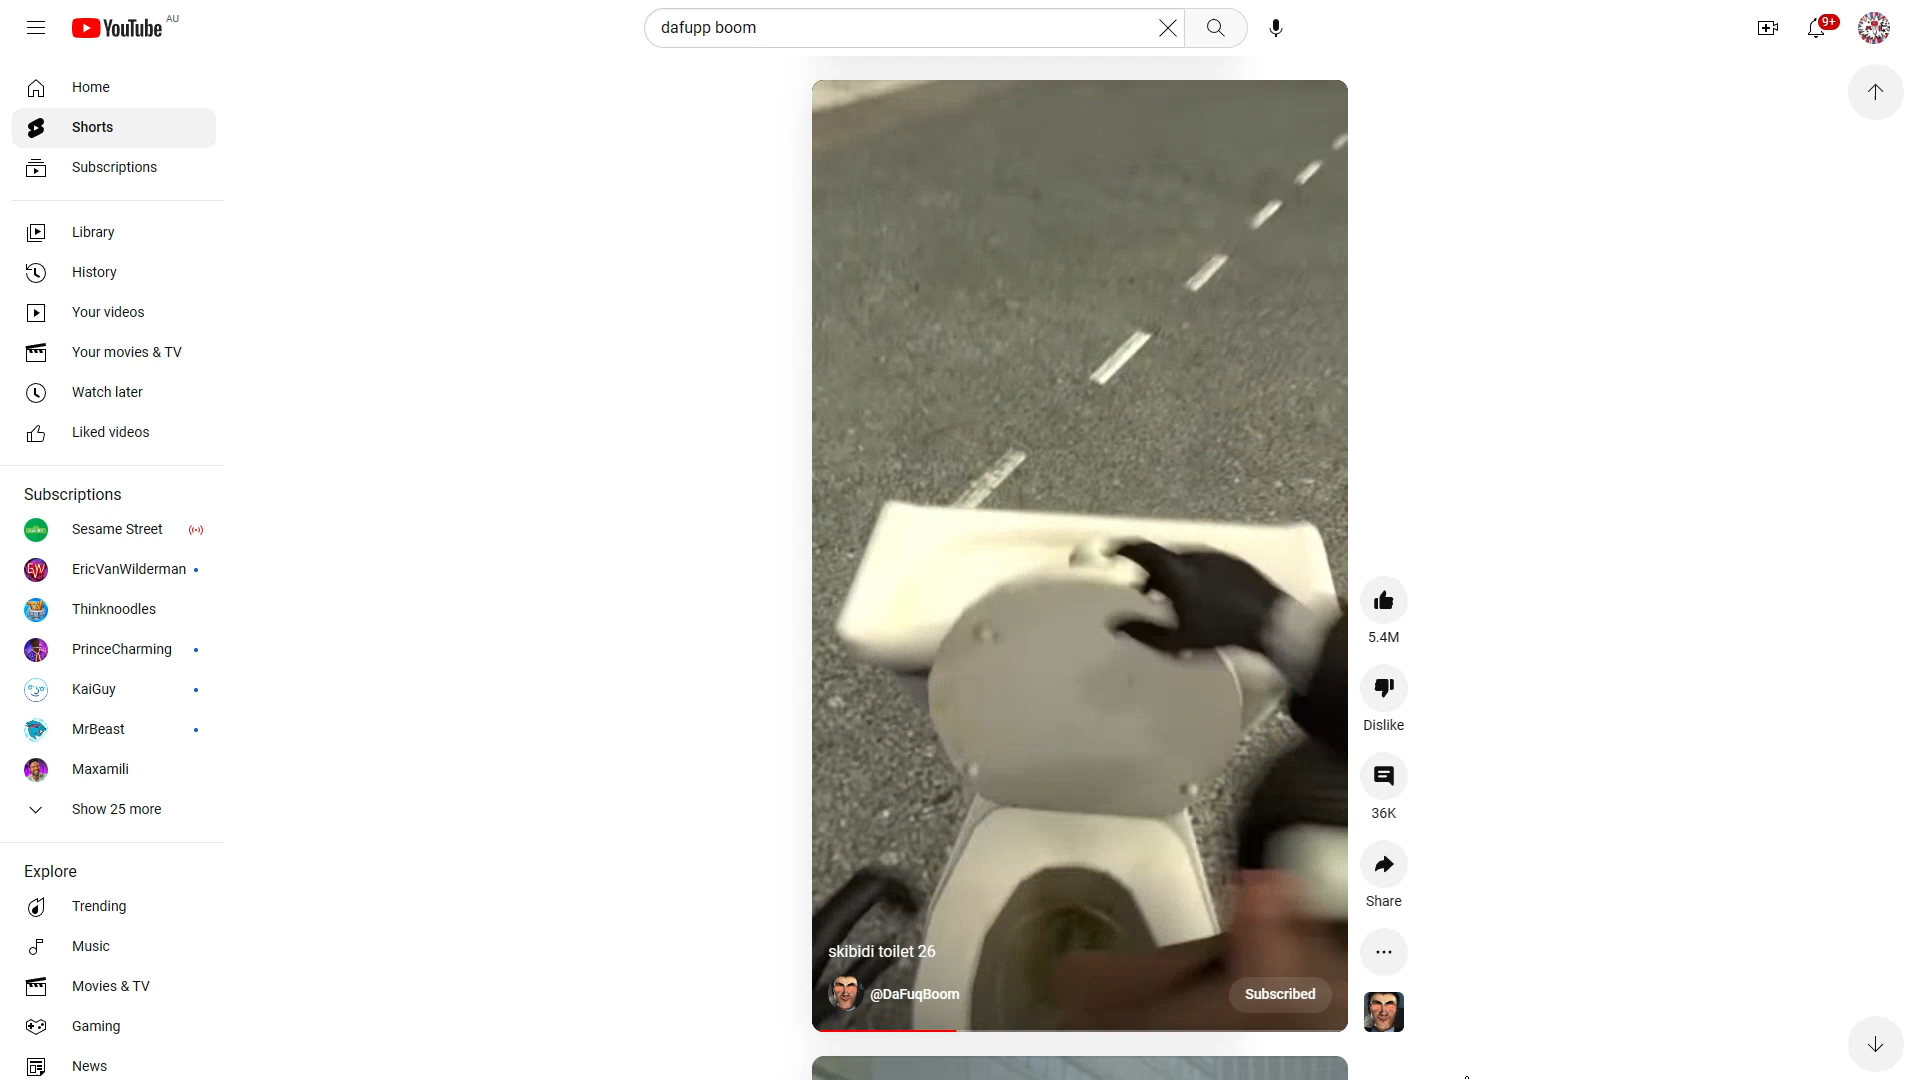 YouTube AU
dafupp boom
9+
Home
Shorts
Subscriptions
Library
History
Your videos
Your movies & TV
Watch later
Liked videos
Subscriptions
Sesame Street
EricVanWilderman
Thinknoodles
PrinceCharming
KaiGuy
MrBeast
Maxamili
Show 25 more
Explore
Trending
Music
Movies & TV
Gaming
News
skibidi toilet 26
@DaFuqBoom
Subscribed
5.4M
Dislike
36K
Share